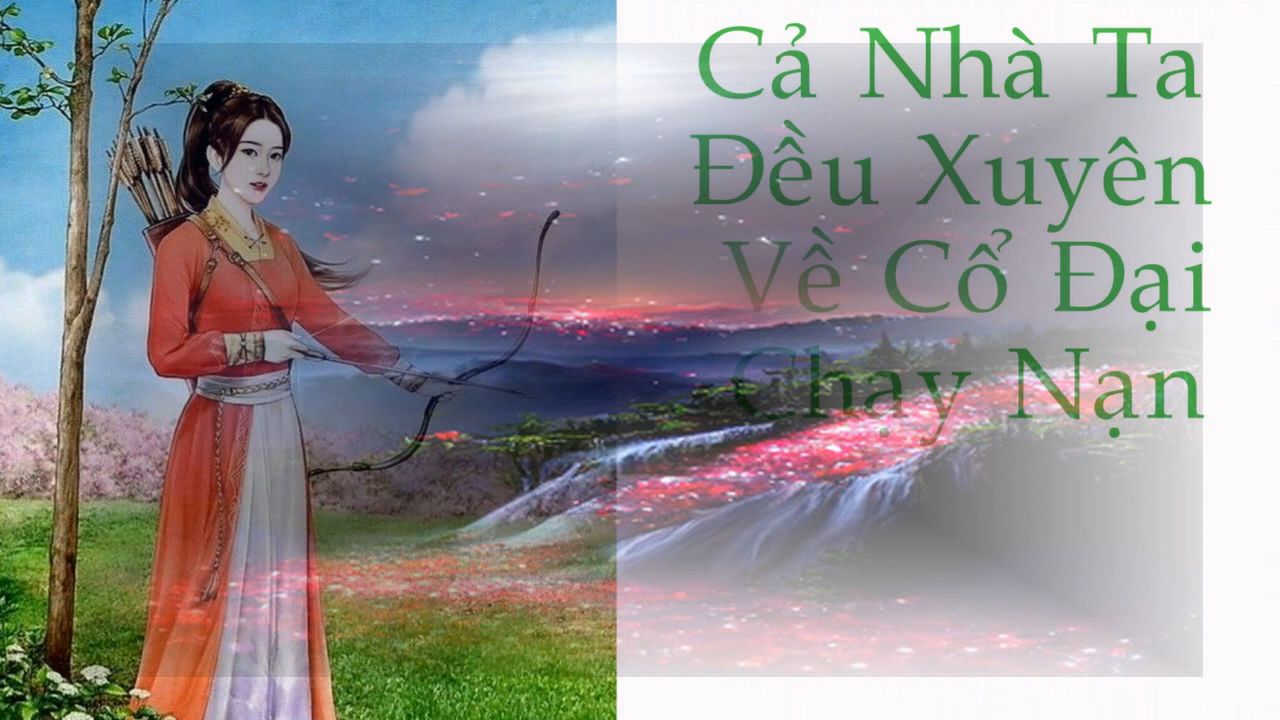 Cả Nhà Ta
Đều Xuyên
Về Cổ Đại
Chạy Nạn